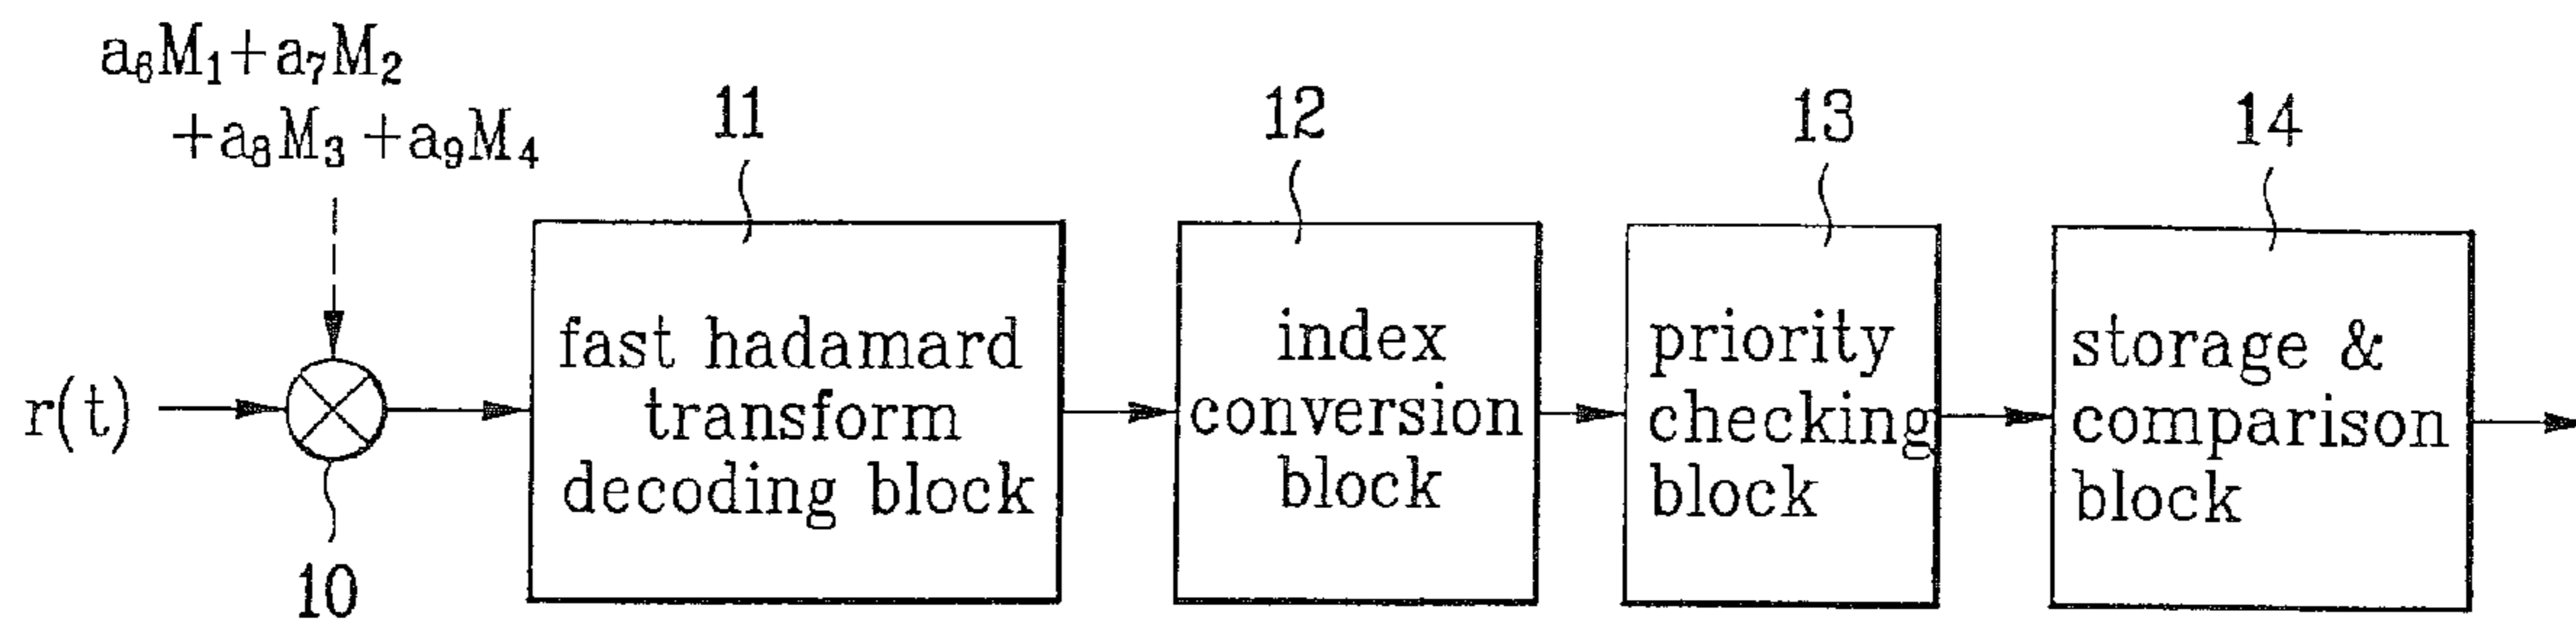 a₆M₁+a₇M₂
+a₈M₃+a₉M₄
11
12
13
14
r(t)
10
fast hadamard
transform
decoding block
index
conversion
block
priority
checking
block
storage &
comparison
block